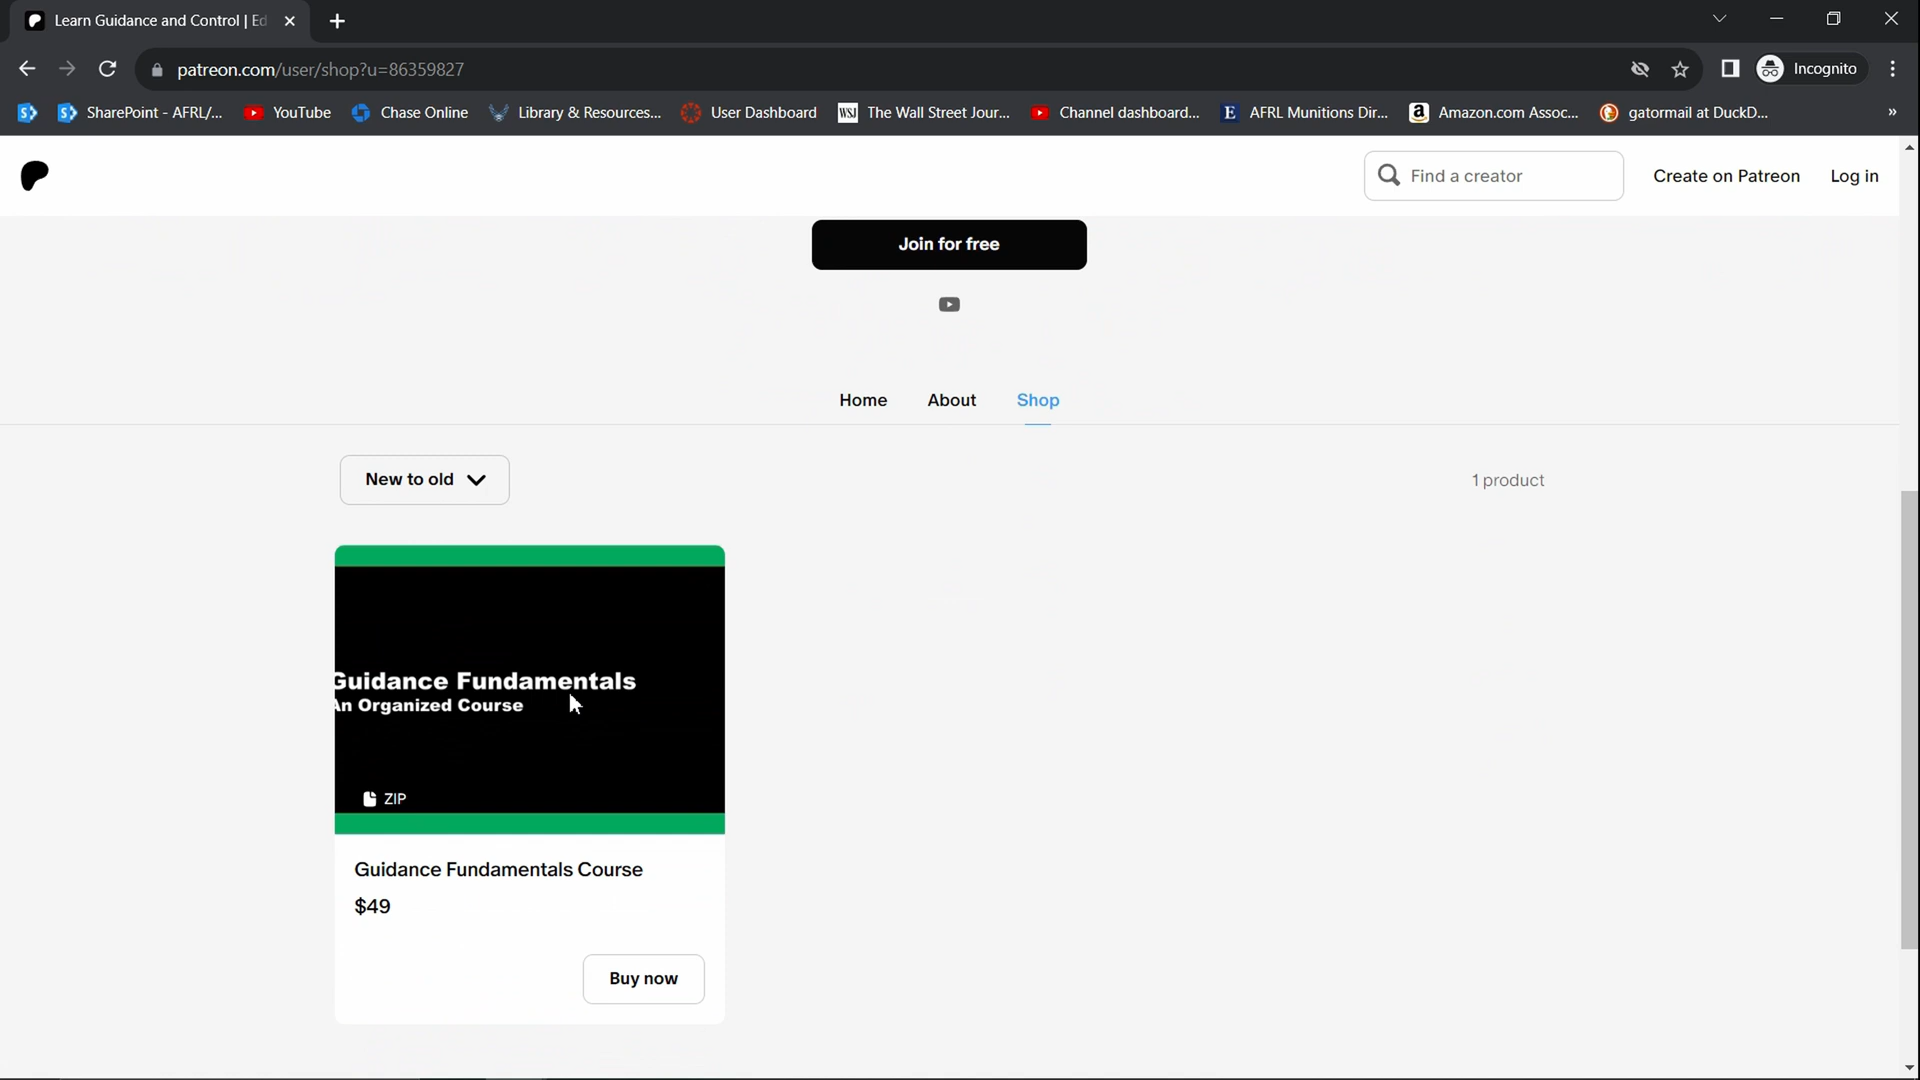 Learn Guidance and Control | Ed
patreon.com/user/shop?u=86359827
Incognito
SharePoint - AFRL/...
YouTube
Chase Online
Library & Resources...
User Dashboard
WSJ
The Wall Street Jour...
Channel dashboard...
E
AFRL Munitions Dir...
a
Amazon.com Assoc...
gatormail at DuckD...
»
Find a creator
Create on Patreon
Log in
Join for free
Home
About
Shop
New to old
1 product
Guidance Fundamentals
An Organized Course
ZIP
Guidance Fundamentals Course
$49
Buy now